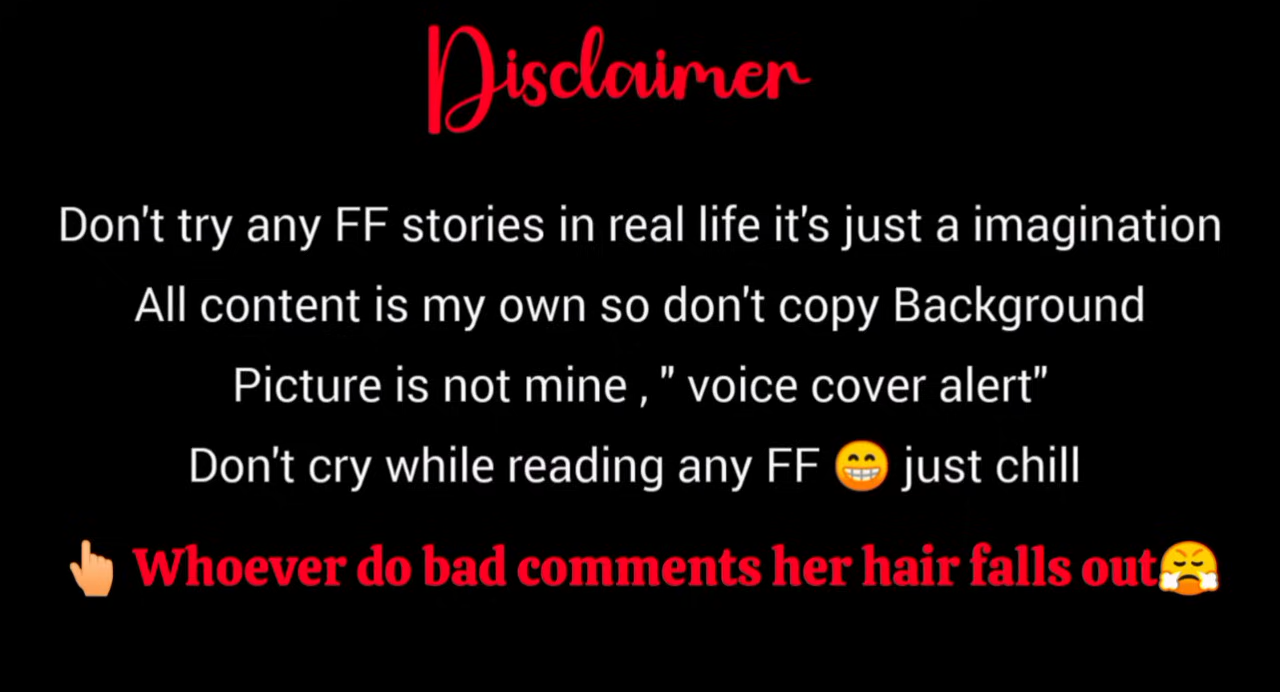 Disclaimer
Don't try any FF stories in real life it's just a imagination
All content is my own so don't copy Background
Picture is not mine , " voice cover alert"
Don't cry while reading any FF 😁 just chill
👆 Whoever do bad comments her hair falls out😤